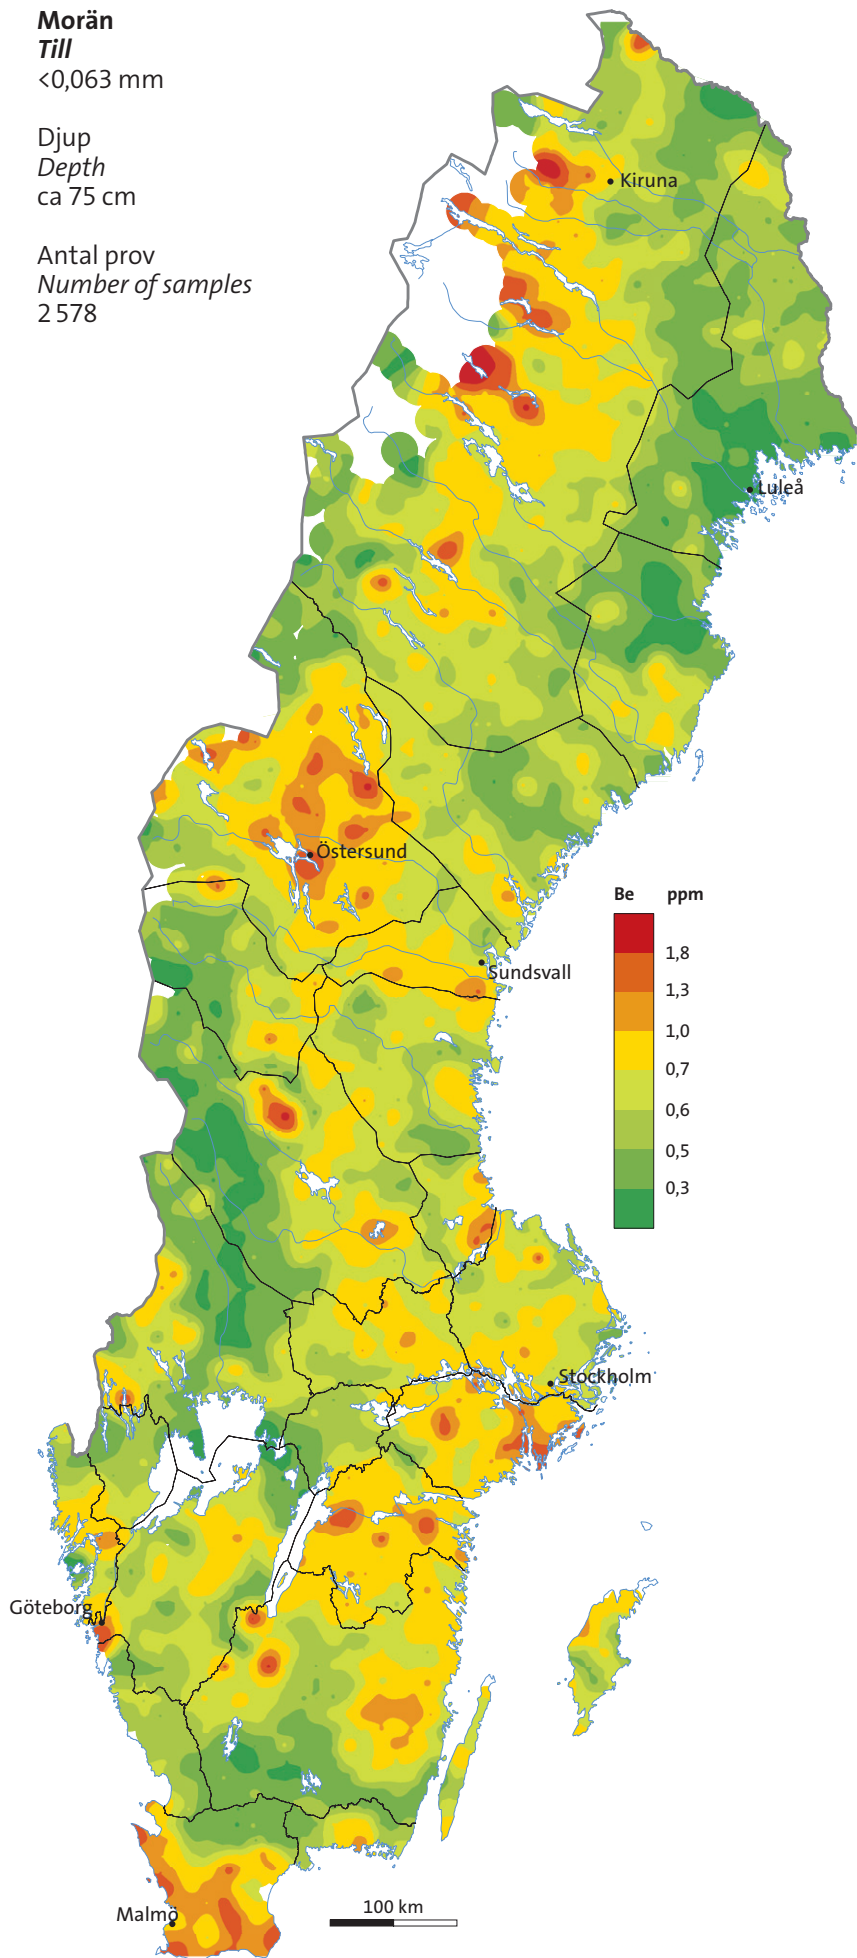 Morän
Till
<0,063 mm
Djup
Depth
ca 75 cm
Antal prov
Number of samples
2 578
Kiruna
Luleå
Östersund
Be ppm
1,8
Sundsvall
1,3
1,0
0,7
0,6
0,5
0,3
Stockholm
Göteborg
100 km
Malmö